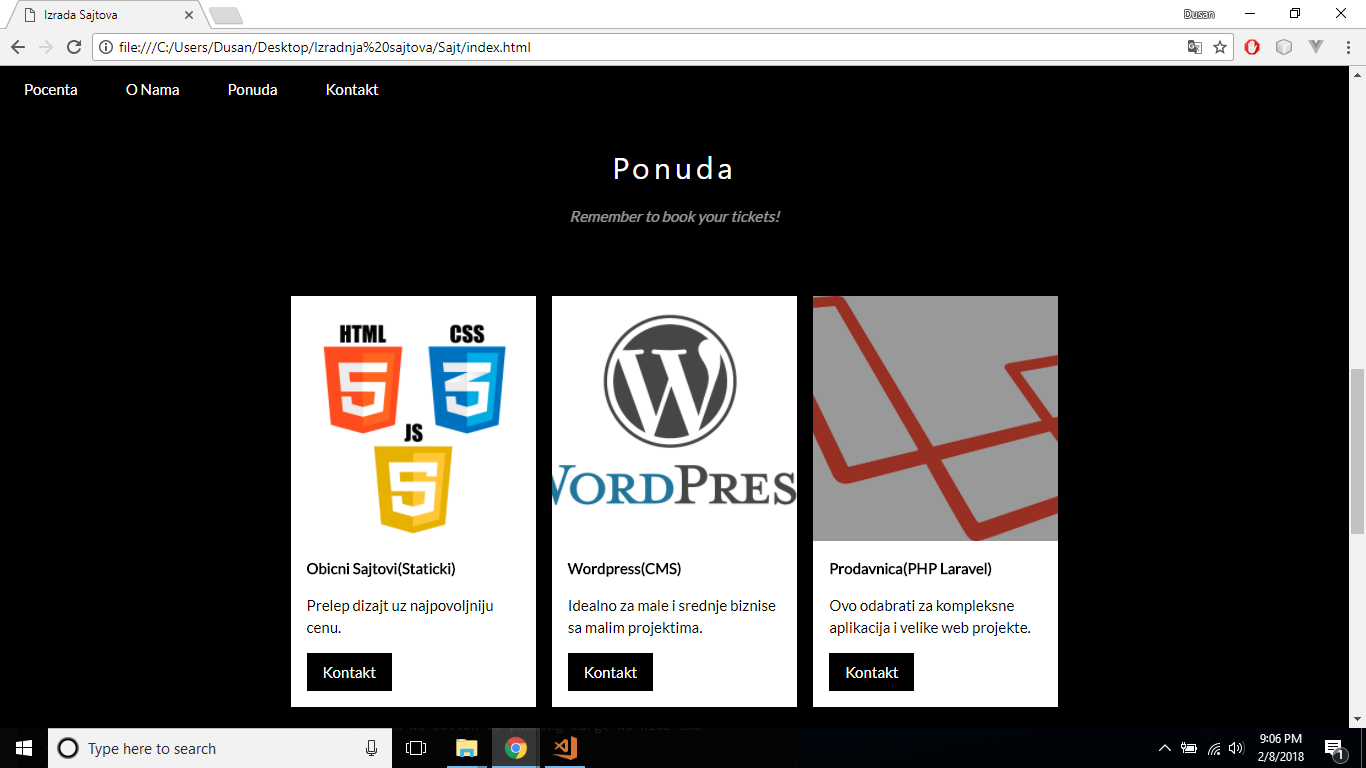 Izrada Sajtova
Dusan
file:///C:/Users/Dusan/Desktop/Izradnja%20sajtova/Sajt/index.html
Pocenta O Nama Ponuda Kontakt
Ponuda
Remember to book your tickets!
HTML CSS
5 3
JS
5
W
WORDPRES
Obicni Sajtovi(Staticki)
Prelep dizajt uz najpovoljniju
cenu.
Kontakt
Wordpress(CMS)
Idealno za male i srednje biznise
sa malim projektima.
Kontakt
Prodavnica(PHP Laravel)
Ovo odabrati za kompleksne
aplikacija i velike web projekte.
Kontakt
Type here to search
9:06 PM
2/8/2018
1